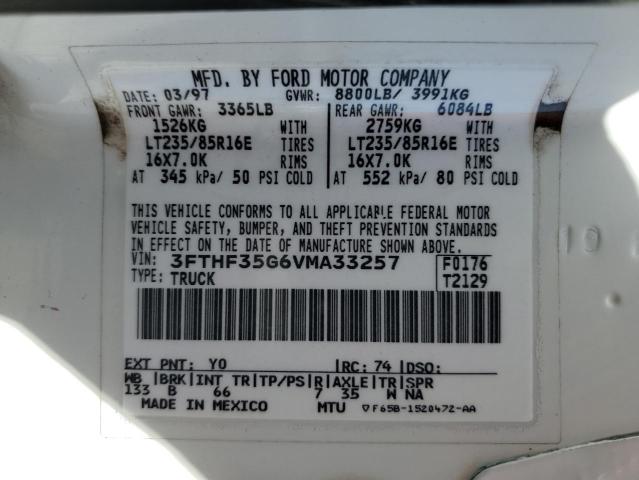 MFD. BY FORD MOTOR COMPANY
DATE: 03/97 GVWR: 8800LB/ 3991KG
FRONT GAWR: 3365LB REAR GAWR: 6084LB
1526KG WITH 2759KG WITH
LT235/85R16E TIRES LT235/85R16E TIRES
16X7.0K RIMS 16X7.0K RIMS
AT 345 kPa/ 50 PSI COLD AT 552 kPa/ 80 PSI COLD
THIS VEHICLE CONFORMS TO ALL APPLICABLE FEDERAL MOTOR
VEHICLE SAFETY, BUMPER, AND THEFT PREVENTION STANDARDS
IN EFFECT ON THE DATE OF MANUFACTURE SHOWN ABOVE.
VIN: 3FTHF35G6VMA33257 F0176
TYPE: TRUCK T2129
EXT PNT: YO RC: 74 DSO:
WB BRK INT TR TP/PS R AXLE TR SPR
133 B 66 7 35 W NA
MADE IN MEXICO MTU ▽F65B-1520472-AA